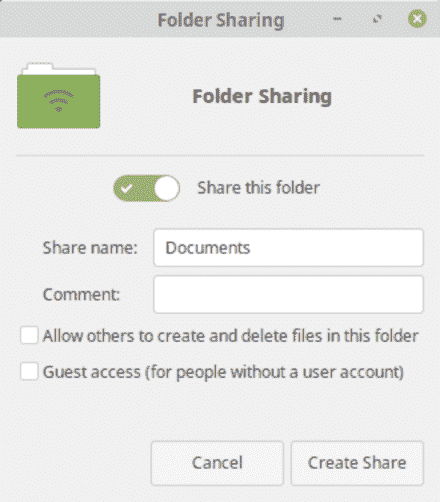 Folder Sharing
Folder Sharing
Share this folder
Share name: Documents
Comment:
Allow others to create and delete files in this folder
Guest access (for people without a user account)
Cancel Create Share